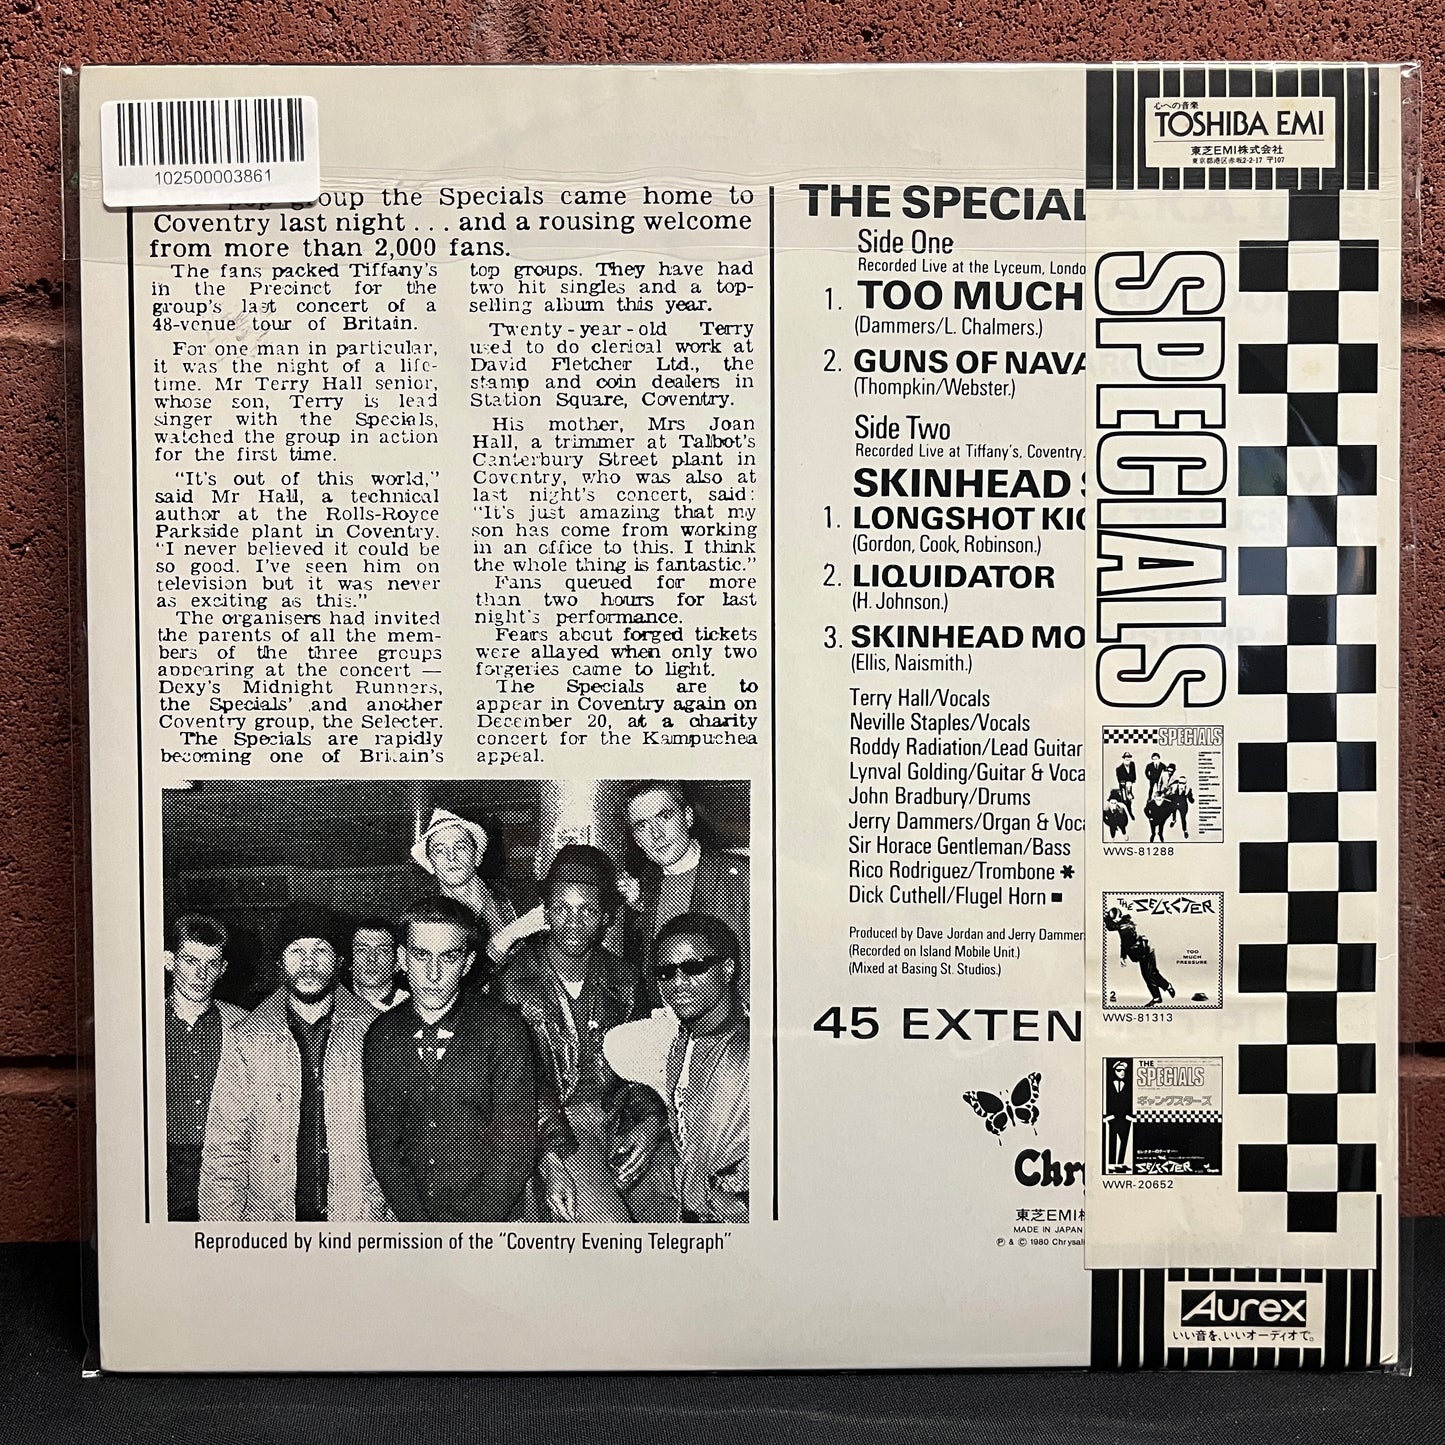 102500003861
group the Specials came home to
Coventry last night . . . and a rousing welcome
from more than 2,000 fans.
The fans packed Tiffany's
in the Precinct for the
group's last concert of a
48-venue tour of Britain.
For one man in particular,
it was the night of a life-
time. Mr Terry Hall senior,
whose son, Terry is lead
singer with the Specials,
watched the group in action
for the first time.
"It's out of this world,"
said Mr Hall, a technical
author at the Rolls-Royce
Parkside plant in Coventry.
"I never believed it could be
so good. I've seen him on
television but it was never
as exciting as this."
The organisers had invited
the parents of all the mem-
bers of the three groups
appearing at the concert —
Dexy's Midnight Runners,
the Specials' and another
Coventry group, the Selecter.
The Specials are rapidly
becoming one of Britain's
top groups. They have had
two hit singles and a top-
selling album this year.
Twenty-year-old Terry
used to do clerical work at
David Fletcher Ltd., the
stamp and coin dealers in
Station Square, Coventry.
His mother, Mrs Joan
Hall, a trimmer at Talbot's
Canterbury Street plant in
Coventry, who was also at
last night's concert, said:
"It's just amazing that my
son has come from working
in an office to this. I think
the whole thing is fantastic."
Fans queued for more
than two hours for last
night's performance.
Fears about forged tickets
were allayed when only two
forgeries came to light.
The Specials are to
appear in Coventry again on
December 20, at a charity
concert for the Kampuchea
appeal.
Reproduced by kind permission of the "Coventry Evening Telegraph"
THE SPECIAL
Side One
Recorded Live at the Lyceum, Londo
1. TOO MUCH
(Dammers/L. Chalmers.)
2. GUNS OF NAVA
(Thompkin/Webster.)
Side Two
Recorded Live at Tiffany's, Coventry.
SKINHEAD
1. LONGSHOT KIC
(Gordon, Cook, Robinson.)
2. LIQUIDATOR
(H. Johnson.)
3. SKINHEAD MO
(Ellis, Naismith.)
Terry Hall/Vocals
Neville Staples/Vocals
Roddy Radiation/Lead Guitar
Lynval Golding/Guitar & Voca
John Bradbury/Drums
Jerry Dammers/Organ & Voca
Sir Horace Gentleman/Bass
Rico Rodriguez/Trombone *
Dick Cuthell/Flugel Horn ■
Produced by Dave Jordan and Jerry Dammer
(Recorded on Island Mobile Unit.)
(Mixed at Basing St. Studios.)
45 EXTEN
Chry
東芝EMI株
MADE IN JAPAN
℗ & © 1980 Chrysali
心への音楽
TOSHIBA EMI
東芝EMI株式会社
東京都港区赤坂2-2-17 〒107
SPECIALS
SPECIALS
WWS-81288
THE SELECTER
TOO
MUCH
PRESSURE
WWS-81313
THE
SPECIALS
ギャングスターズ
SELECTER
WWR-20652
Aurex
いい音を、いいオーディオで。